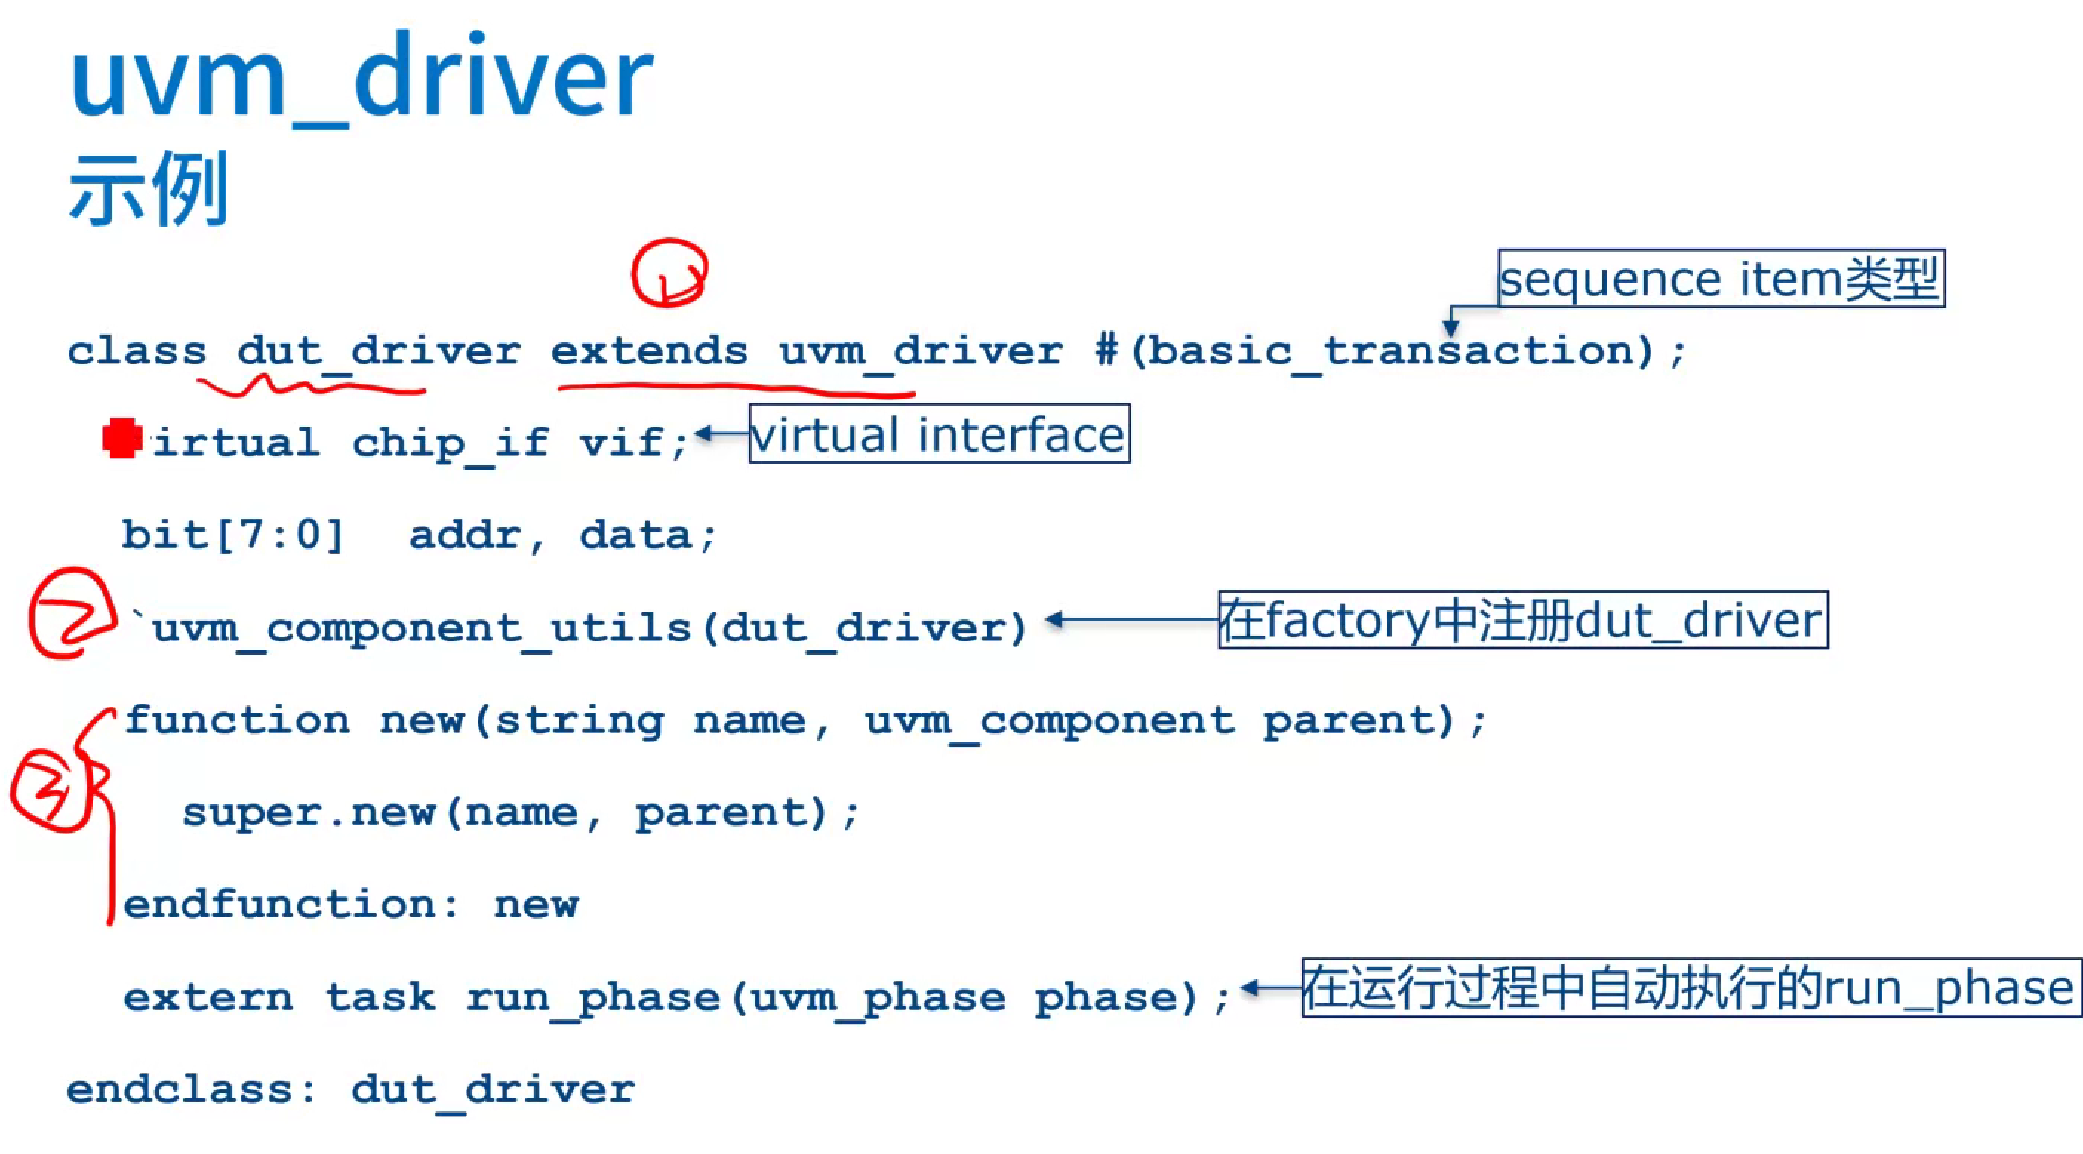 uvm_driver
示例
①
sequence item类型
class dut_driver extends uvm_driver #(basic_transaction);
irtual chip_if vif;
virtual interface
bit[7:0] addr, data;
②
`uvm_component_utils(dut_driver)
在factory中注册dut_driver
function new(string name, uvm_component parent);
③
super.new(name, parent);
endfunction: new
extern task run_phase(uvm_phase phase);
在运行过程中自动执行的run_phase
endclass: dut_driver